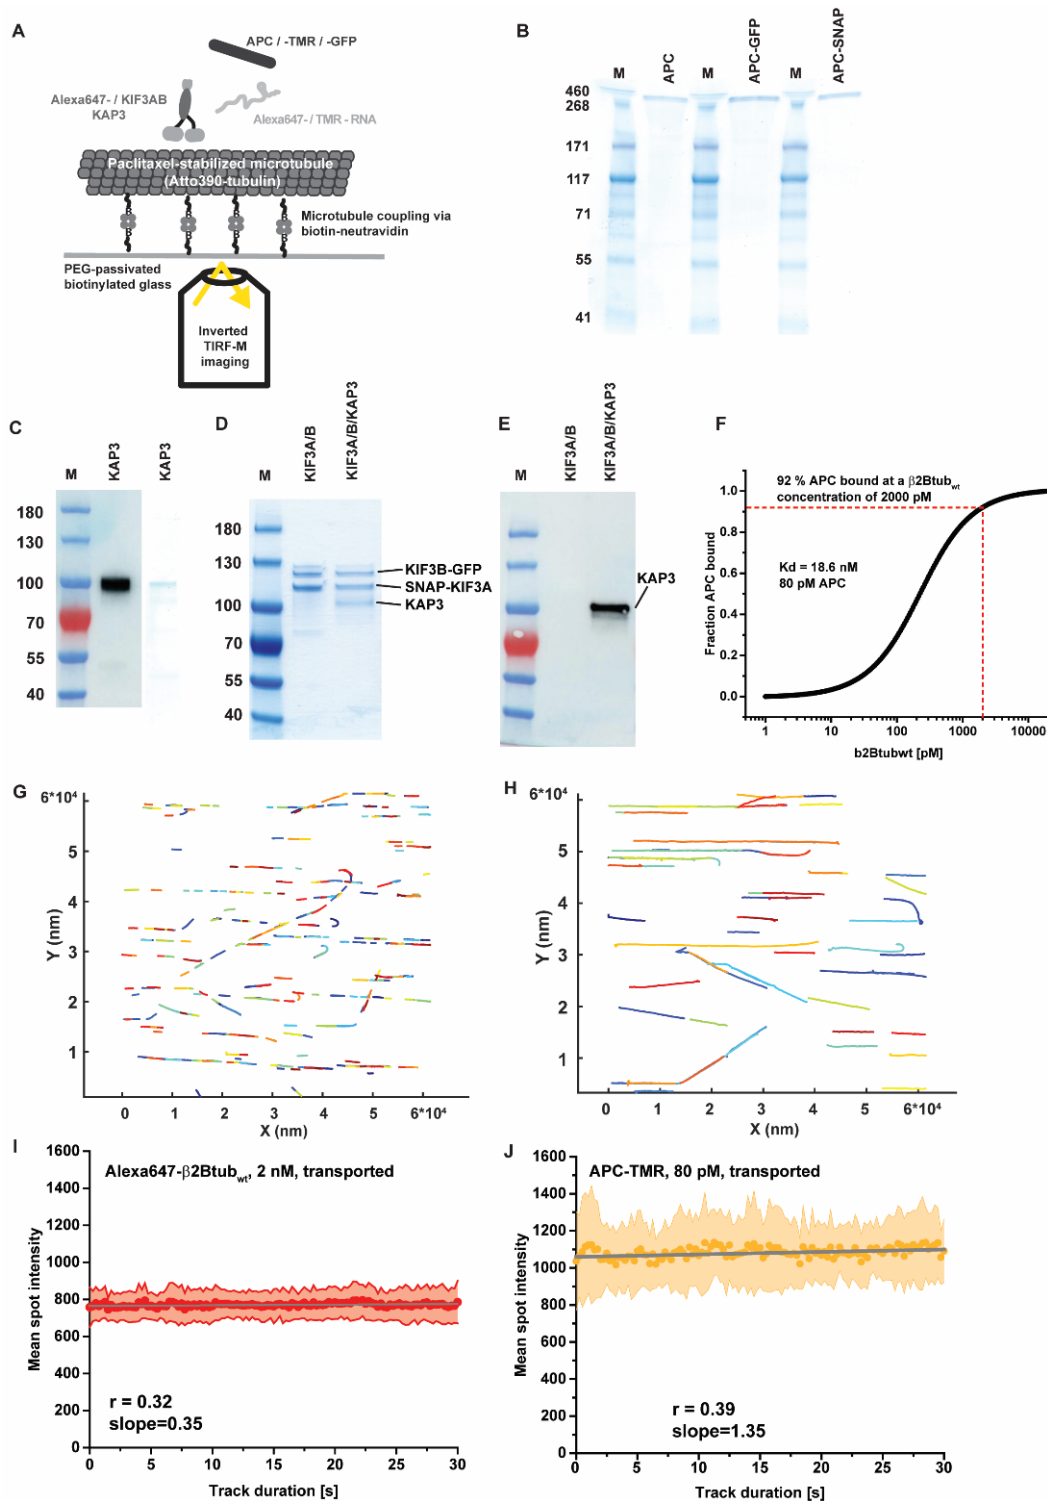 A
APC / -TMR / -GFP
Alexa647- / KIF3AB
KAP3
Alexa647- / TMR - RNA
Paclitaxel-stabilized microtubule
(Atto390-tubulin)
B B B B
B B B B
Microtubule coupling via
biotin-neutravidin
PEG-passivated
biotinylated glass
Inverted
TIRF-M
imaging
B
M APC M APC-GFP M APC-SNAP
460
268
171
117
71
55
41
C
M KAP3 KAP3
180
130
100
70
55
40
D
M KIF3A/B KIF3A/B/KAP3
180
130
100
70
55
40
KIF3B-GFP
SNAP-KIF3A
KAP3
E
M KIF3A/B KIF3A/B/KAP3
KAP3
F
92 % APC bound at a β2Btubwt
concentration of 2000 pM
Kd = 18.6 nM
80 pM APC
Fraction APC bound
1.0
0.8
0.6
0.4
0.2
0.0
1 10 100 1000 10000
b2Btubwt [pM]
G
6*10⁴
5
4
3
2
1
Y (nm)
0 1 2 3 4 5 6*10⁴
X (nm)
H
6*10⁴
5
4
3
2
1
Y (nm)
0 1 2 3 4 5 6*10⁴
X (nm)
I
Alexa647-β2Btubwt, 2 nM, transported
Mean spot intensity
1600
1400
1200
1000
800
600
400
200
0
r = 0.32
slope=0.35
0 5 10 15 20 25 30
Track duration [s]
J
APC-TMR, 80 pM, transported
Mean spot intensity
1600
1400
1200
1000
800
600
400
200
0
r = 0.39
slope=1.35
0 5 10 15 20 25 30
Track duration [s]